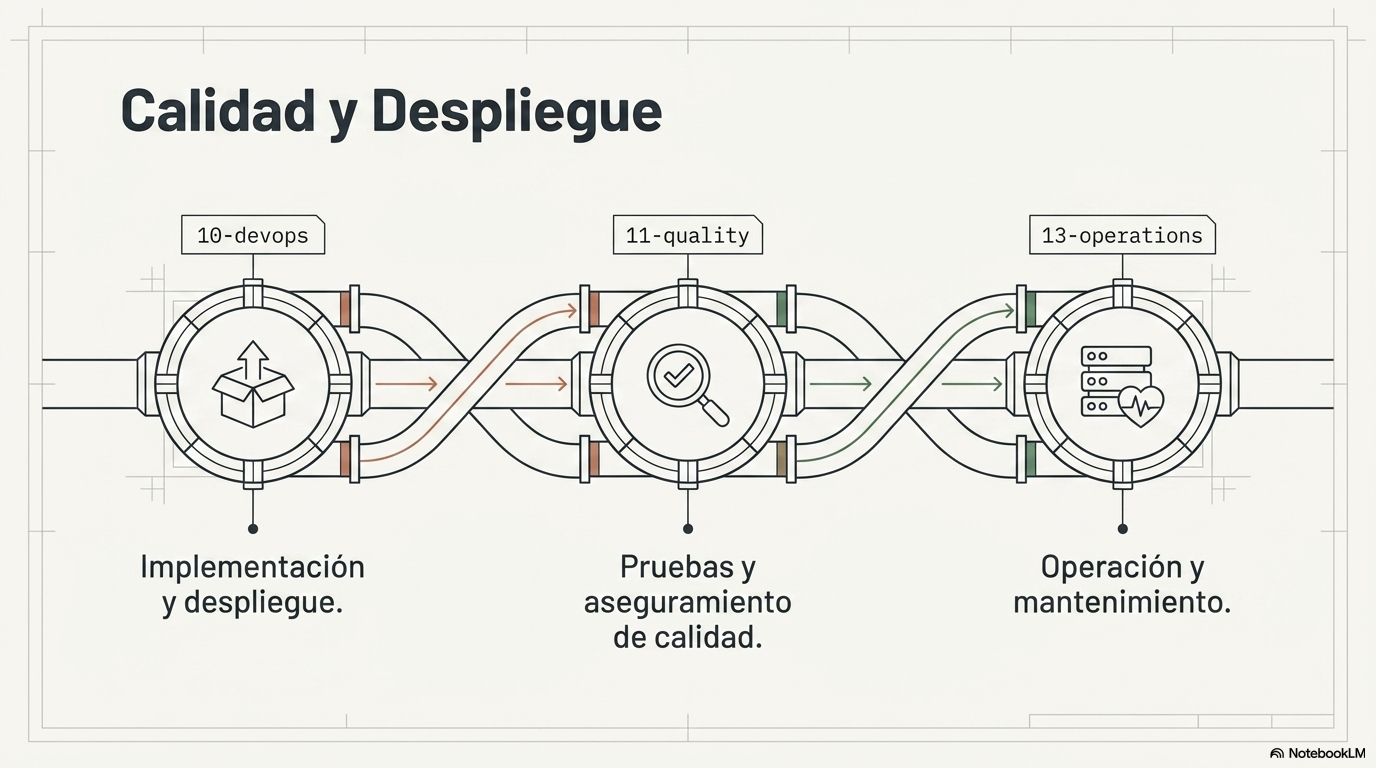 Calidad y Despliegue
10-devops
11-quality
13-operations
Implementación
y despliegue.
Pruebas y
aseguramiento
de calidad.
Operación y
mantenimiento.
NotebookLM